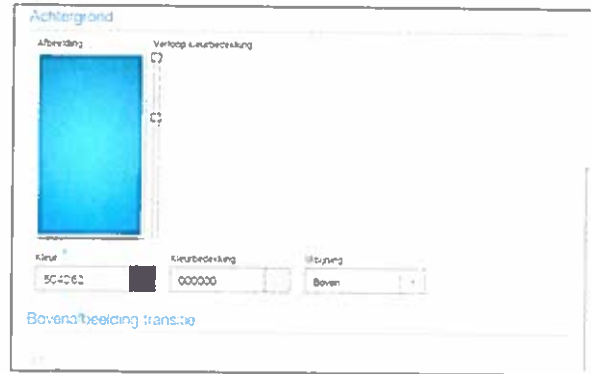 Achtergrond
Afbeelding Verloop kleurbedekking
Kleur * Kleurbedekking Uitlijning
504D62 000000 Boven
Bovenafbeelding transitie